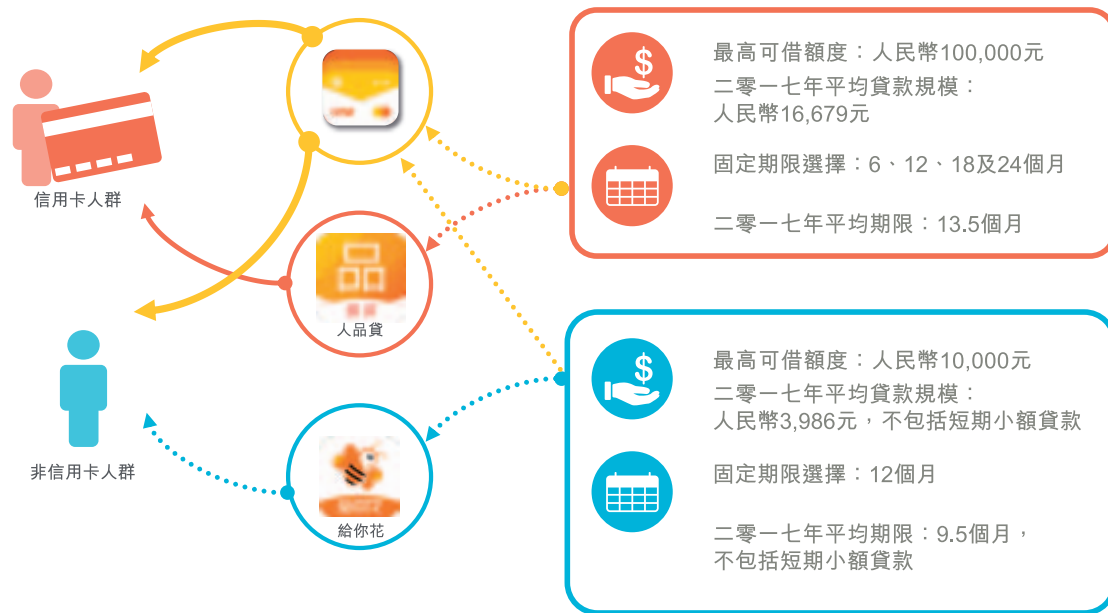 最高可借額度：人民幣100,000元
二零一七年平均貸款規模：
人民幣16,679元
固定期限選擇：6、12、18及24個月
二零一七年平均期限：13.5個月
信用卡人群
品
人品貸
$
最高可借額度：人民幣10,000元
二零一七年平均貸款規模：
人民幣3,986元，不包括短期小額貸款
固定期限選擇：12個月
二零一七年平均期限：9.5個月，
不包括短期小額貸款
非信用卡人群
給你花
$